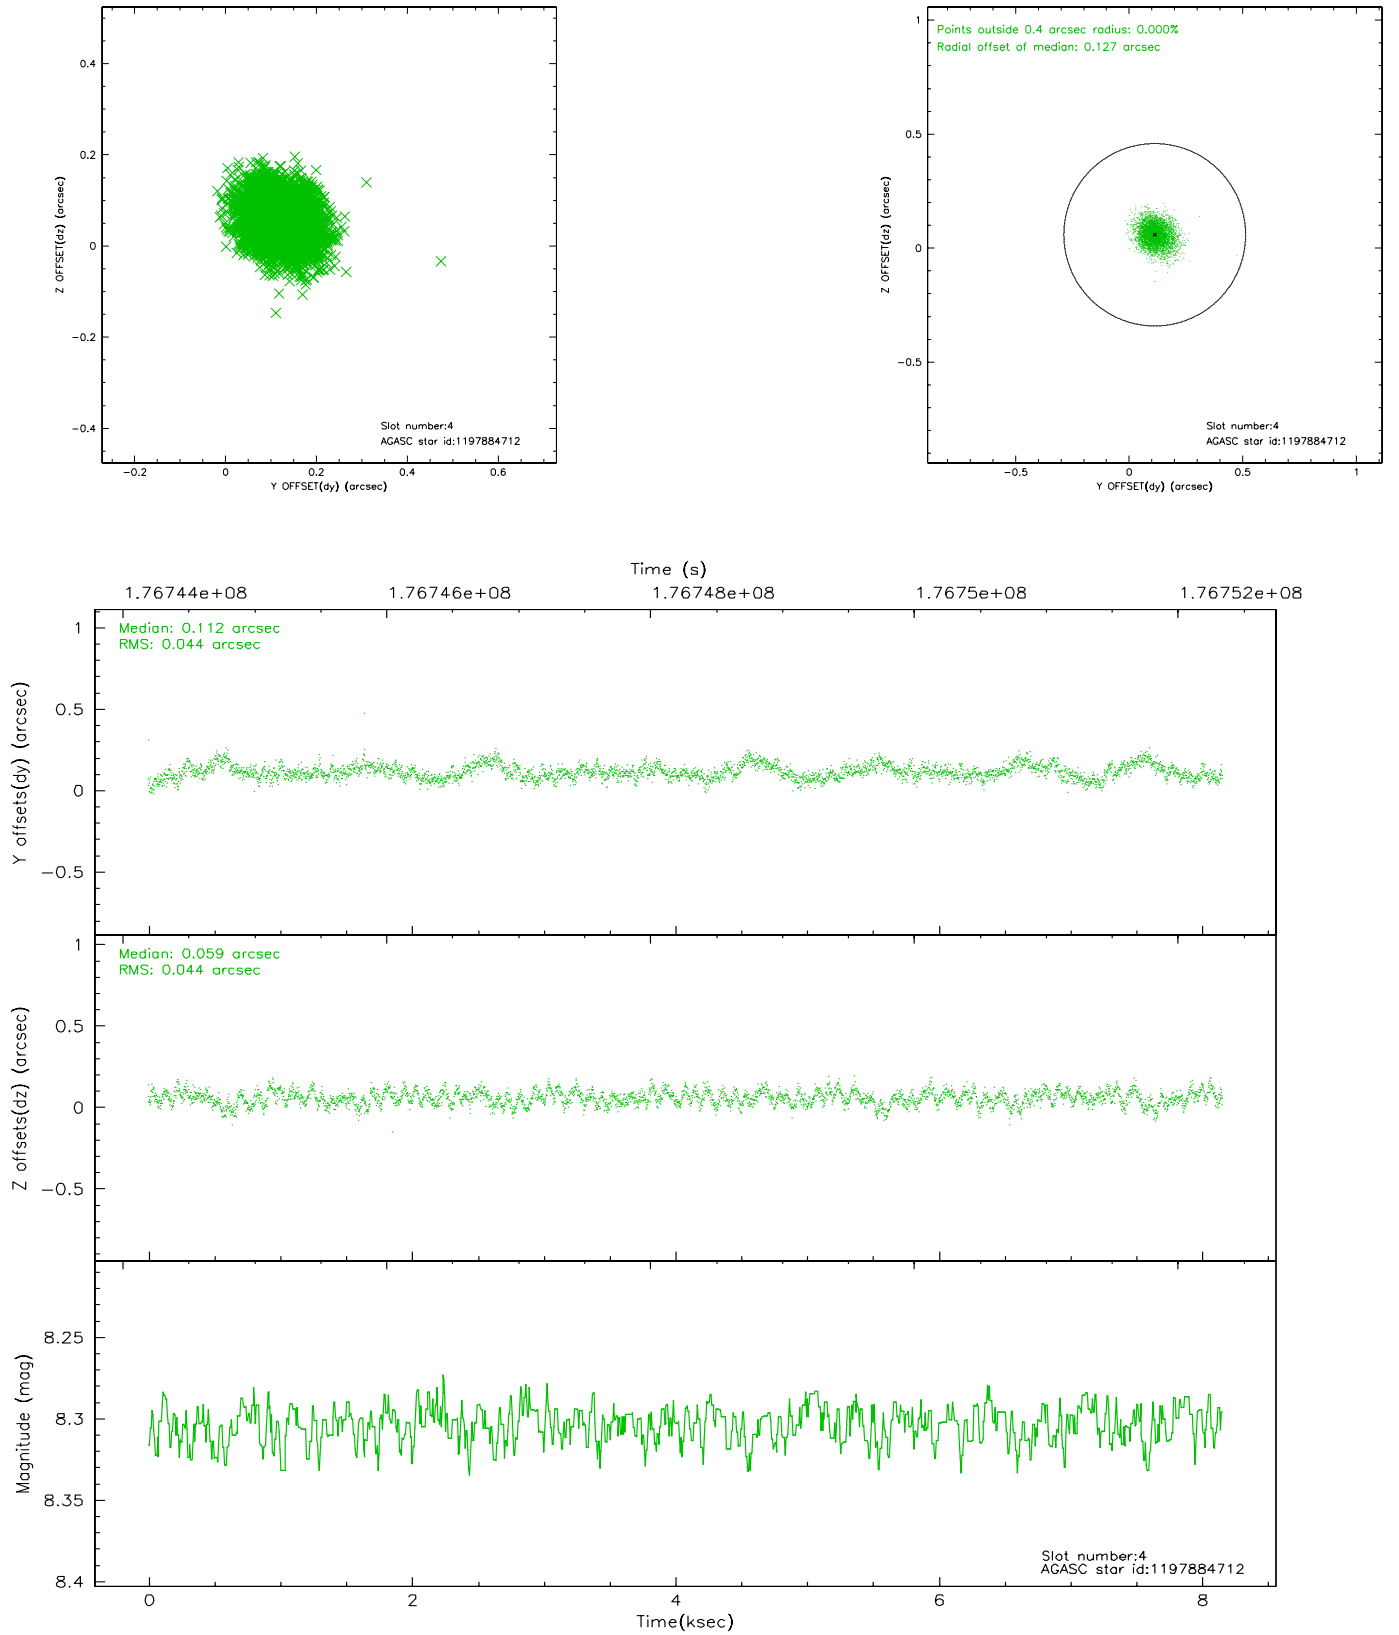 0.4
0.2
0
−0.2
−0.4
Z OFFSET(dz) (arcsec)
−0.2 0 0.2 0.4 0.6
Y OFFSET(dy) (arcsec)
Slot number:4
AGASC star id:1197884712
Points outside 0.4 arcsec radius: 0.000%
Radial offset of median: 0.127 arcsec
1
0.5
0
−0.5
Z OFFSET(dz) (arcsec)
−0.5 0 0.5 1
Y OFFSET(dy) (arcsec)
Slot number:4
AGASC star id:1197884712
Time (s)
1.76744e+08 1.76746e+08 1.76748e+08 1.7675e+08 1.76752e+08
Median: 0.112 arcsec
RMS: 0.044 arcsec
1
0.5
0
−0.5
Y offsets(dy) (arcsec)
Median: 0.059 arcsec
RMS: 0.044 arcsec
1
0.5
0
−0.5
Z offsets(dz) (arcsec)
8.25
8.3
8.35
8.4
Magnitude (mag)
Slot number:4
AGASC star id:1197884712
0 2 4 6 8
Time(ksec)